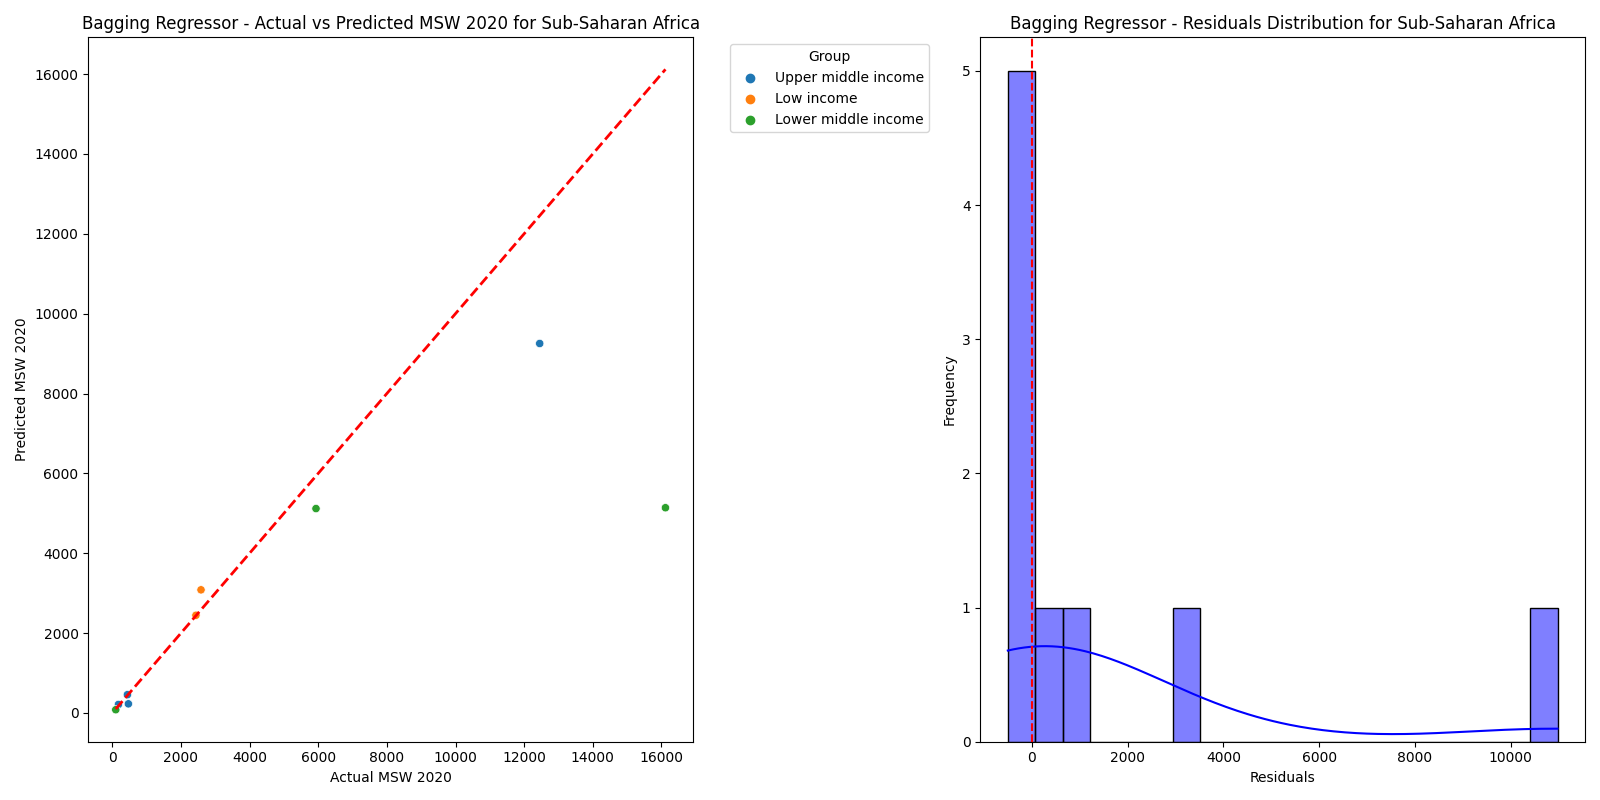 Bagging Regressor - Actual vs Predicted MSW 2020 for Sub-Saharan Africa
16000
14000
12000
10000
8000
6000
4000
2000
0
Predicted MSW 2020
0 2000 4000 6000 8000 10000 12000 14000 16000
Actual MSW 2020
Group
Upper middle income
Low income
Lower middle income
Bagging Regressor - Residuals Distribution for Sub-Saharan Africa
5
4
3
2
1
0
Frequency
0 2000 4000 6000 8000 10000
Residuals